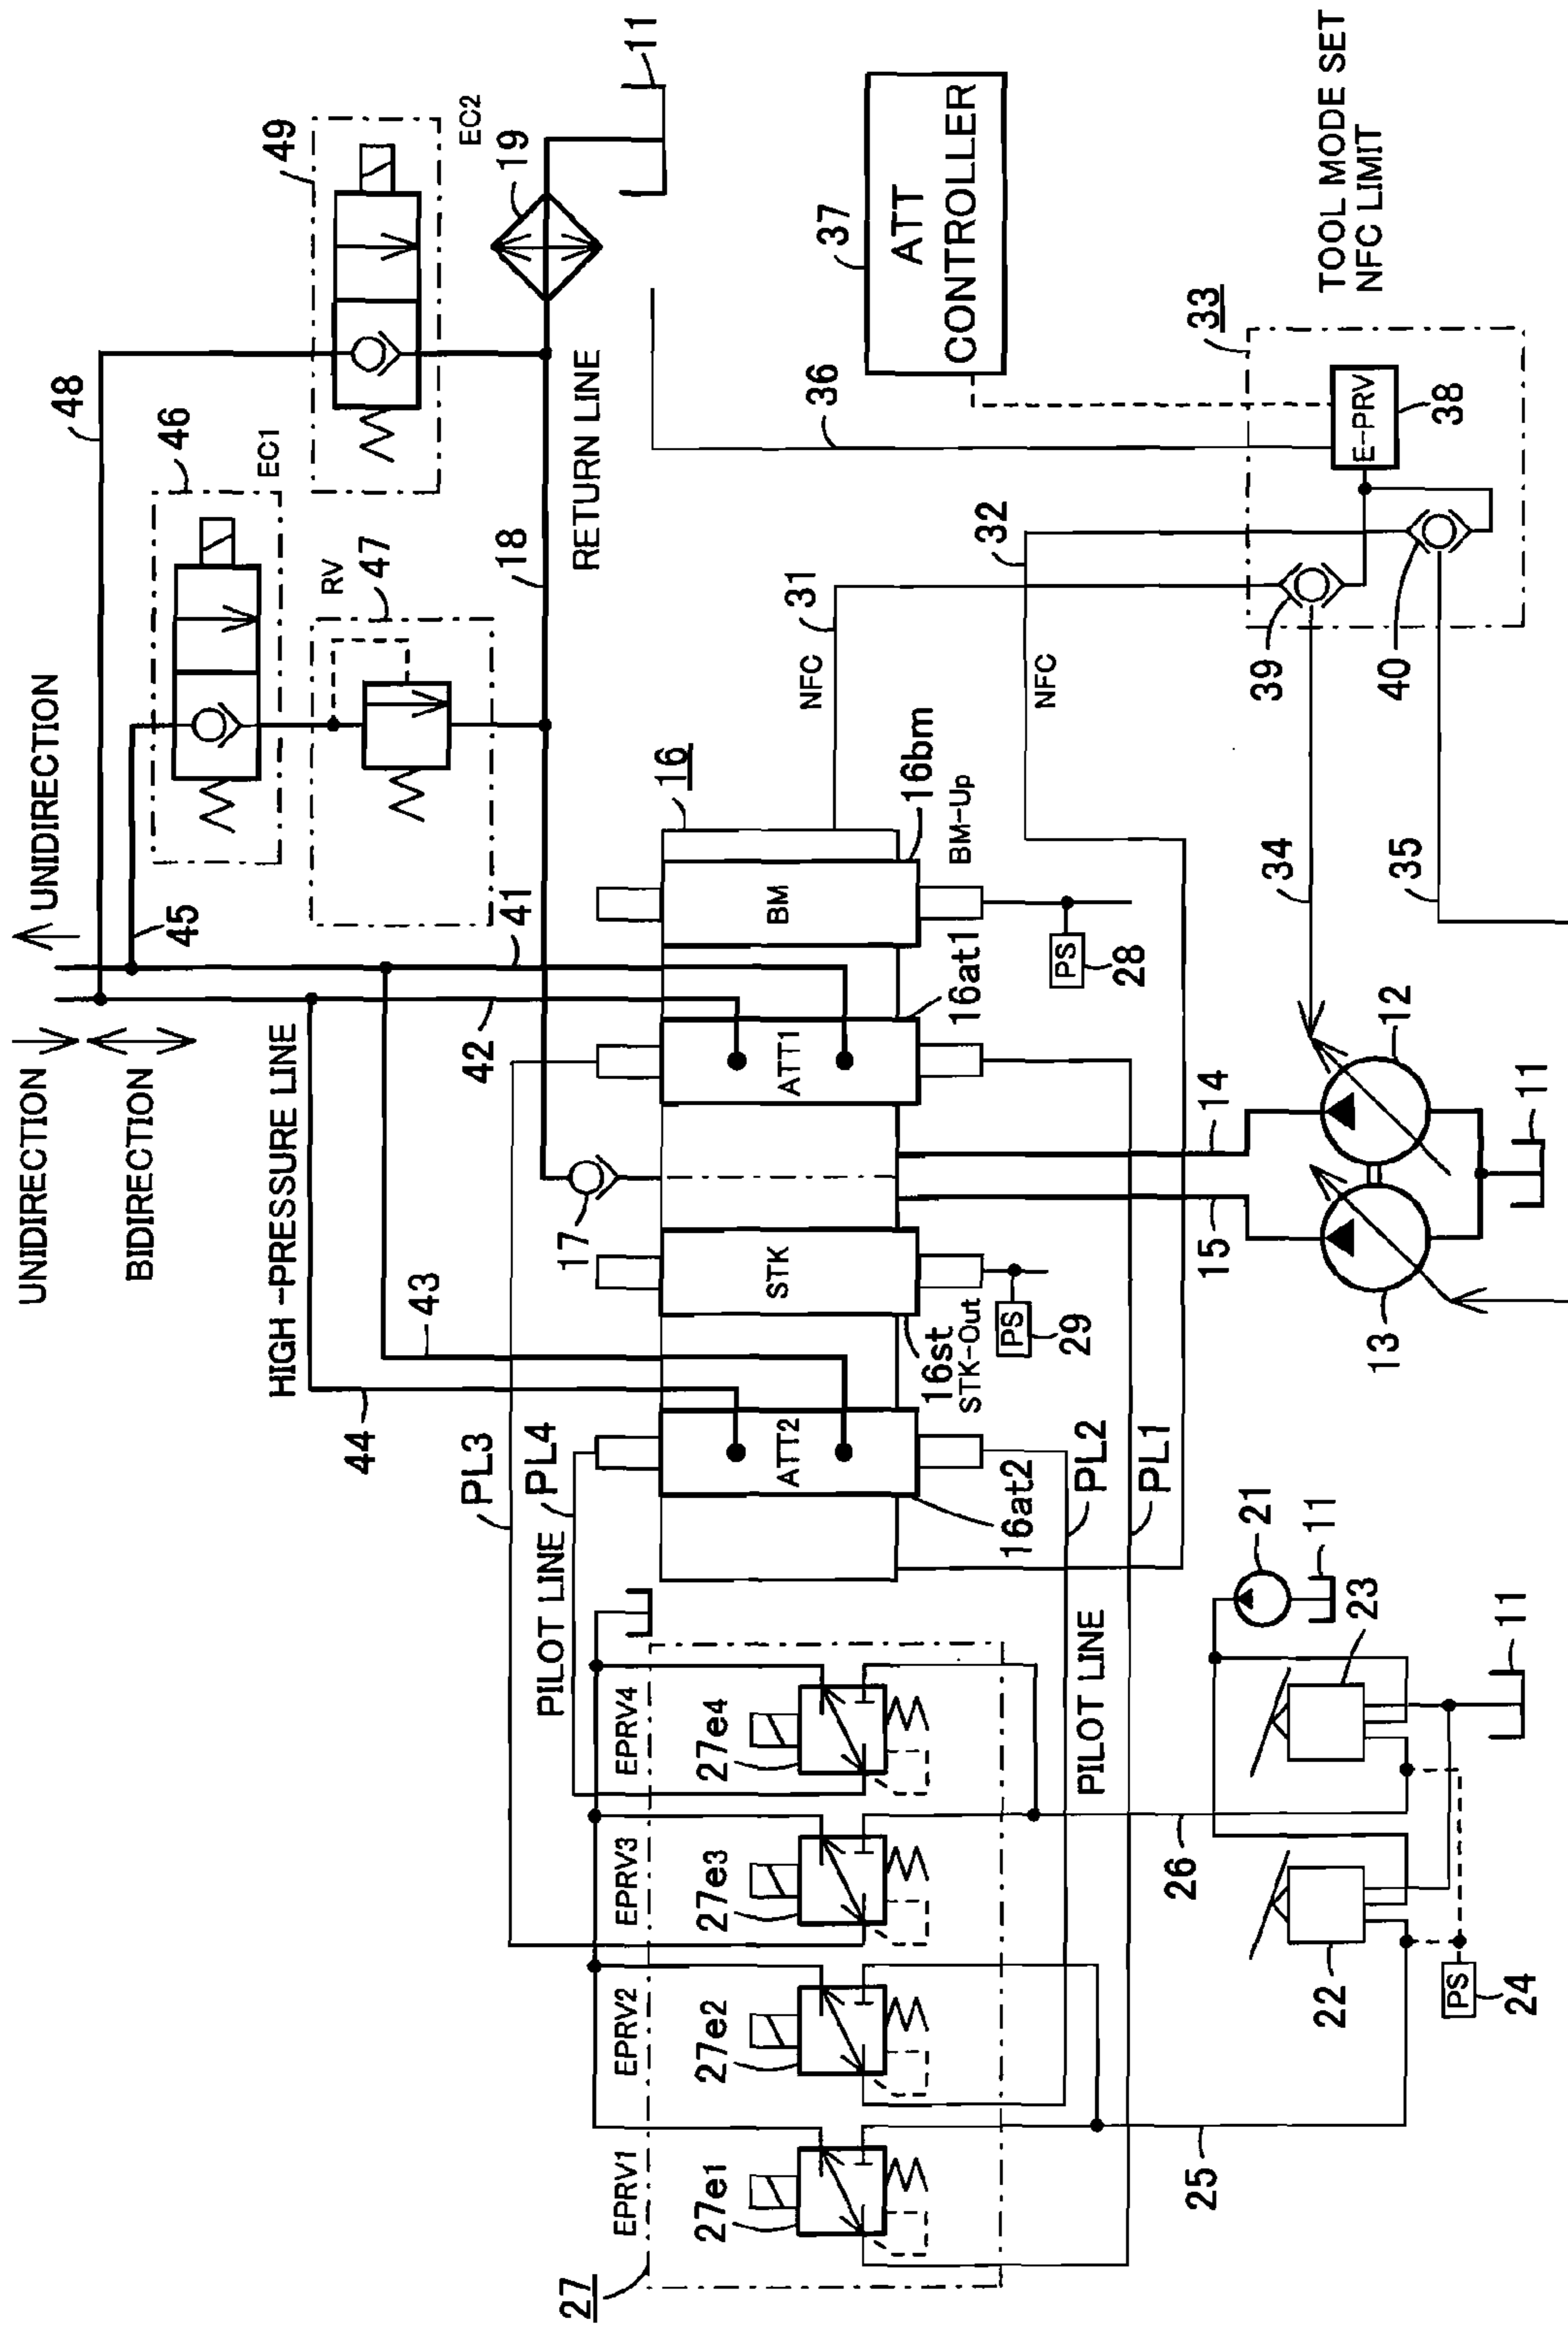 UNIDIRECTION
BIDIRECTION
UNIDIRECTION
HIGH -PRESSURE LINE
48
46
EC1
49
EC2
45
RV
47
19
11
18
RETURN LINE
41
42
43
44
PL3
PL4
PILOT LINE
17
16
37
ATT
CONTROLLER
36
NFC
31
NFC
32
33
TOOL MODE SET
NFC LIMIT
E-PRV
38
39
40
34
35
BM
16bm
BM-Up
PS
28
ATT1
16at1
STK
16st
STK-Out
PS
29
ATT2
16at2
PL2
PL1
14
15
12
13
11
27
EPRV1
27e1
EPRV2
27e2
EPRV3
27e3
EPRV4
27e4
PILOT LINE
25
26
21
11
23
22
11
PS
24